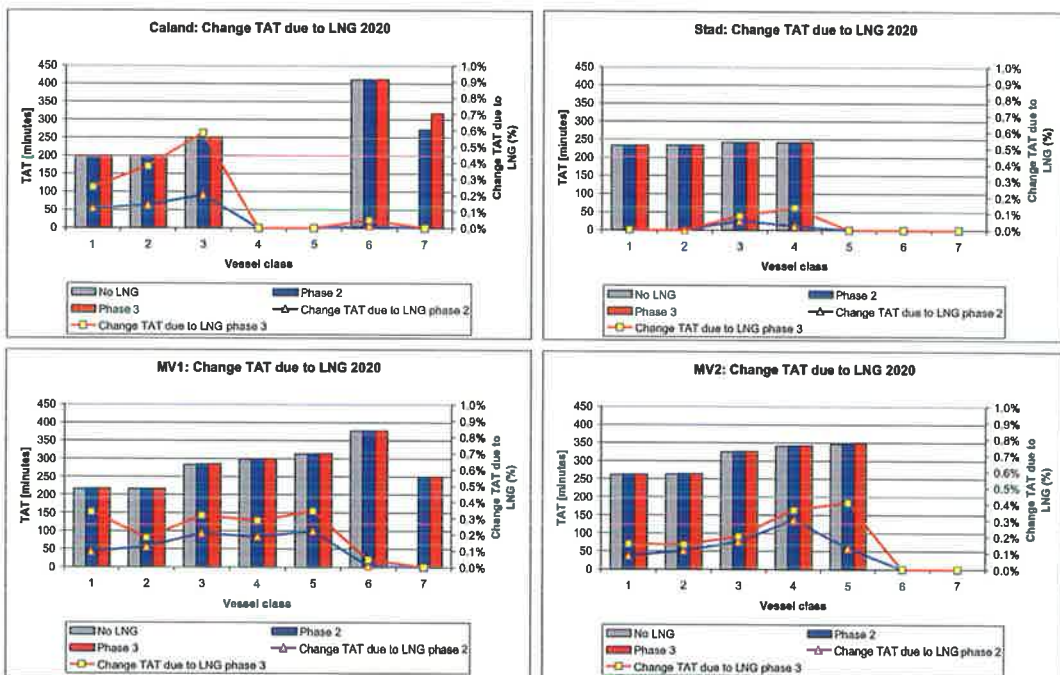 Caland: Change TAT due to LNG 2020
TAT [minutes]
450
400
350
300
250
200
150
100
50
0
1 2 3 4 5 6 7
Vessel class
1.0%
0.9%
0.8%
0.7%
0.6%
0.5%
0.4%
0.3%
0.2%
0.1%
0.0%
Change TAT due to
LNG (%)
No LNG Phase 2
Phase 3 Change TAT due to LNG phase 2
Change TAT due to LNG phase 3
Stad: Change TAT due to LNG 2020
TAT [minutes]
450
400
350
300
250
200
150
100
50
0
1 2 3 4 5 6 7
Vessel class
1.0%
0.9%
0.8%
0.7%
0.6%
0.5%
0.4%
0.3%
0.2%
0.1%
0.0%
Change TAT due to
LNG (%)
No LNG Phase 2
Phase 3 Change TAT due to LNG phase 2
Change TAT due to LNG phase 3
MV1: Change TAT due to LNG 2020
TAT [minutes]
450
400
350
300
250
200
150
100
50
0
1 2 3 4 5 6 7
Vessel class
1.0%
0.9%
0.8%
0.7%
0.6%
0.5%
0.4%
0.3%
0.2%
0.1%
0.0%
Change TAT due to
LNG (%)
No LNG Phase 2
Phase 3 Change TAT due to LNG phase 2
Change TAT due to LNG phase 3
MV2: Change TAT due to LNG 2020
TAT [minutes]
450
400
350
300
250
200
150
100
50
0
1 2 3 4 5 6 7
Vessel class
1.0%
0.9%
0.8%
0.7%
0.6%
0.5%
0.4%
0.3%
0.2%
0.1%
0.0%
Change TAT due to
LNG (%)
No LNG Phase 2
Phase 3 Change TAT due to LNG phase 2
Change TAT due to LNG phase 3